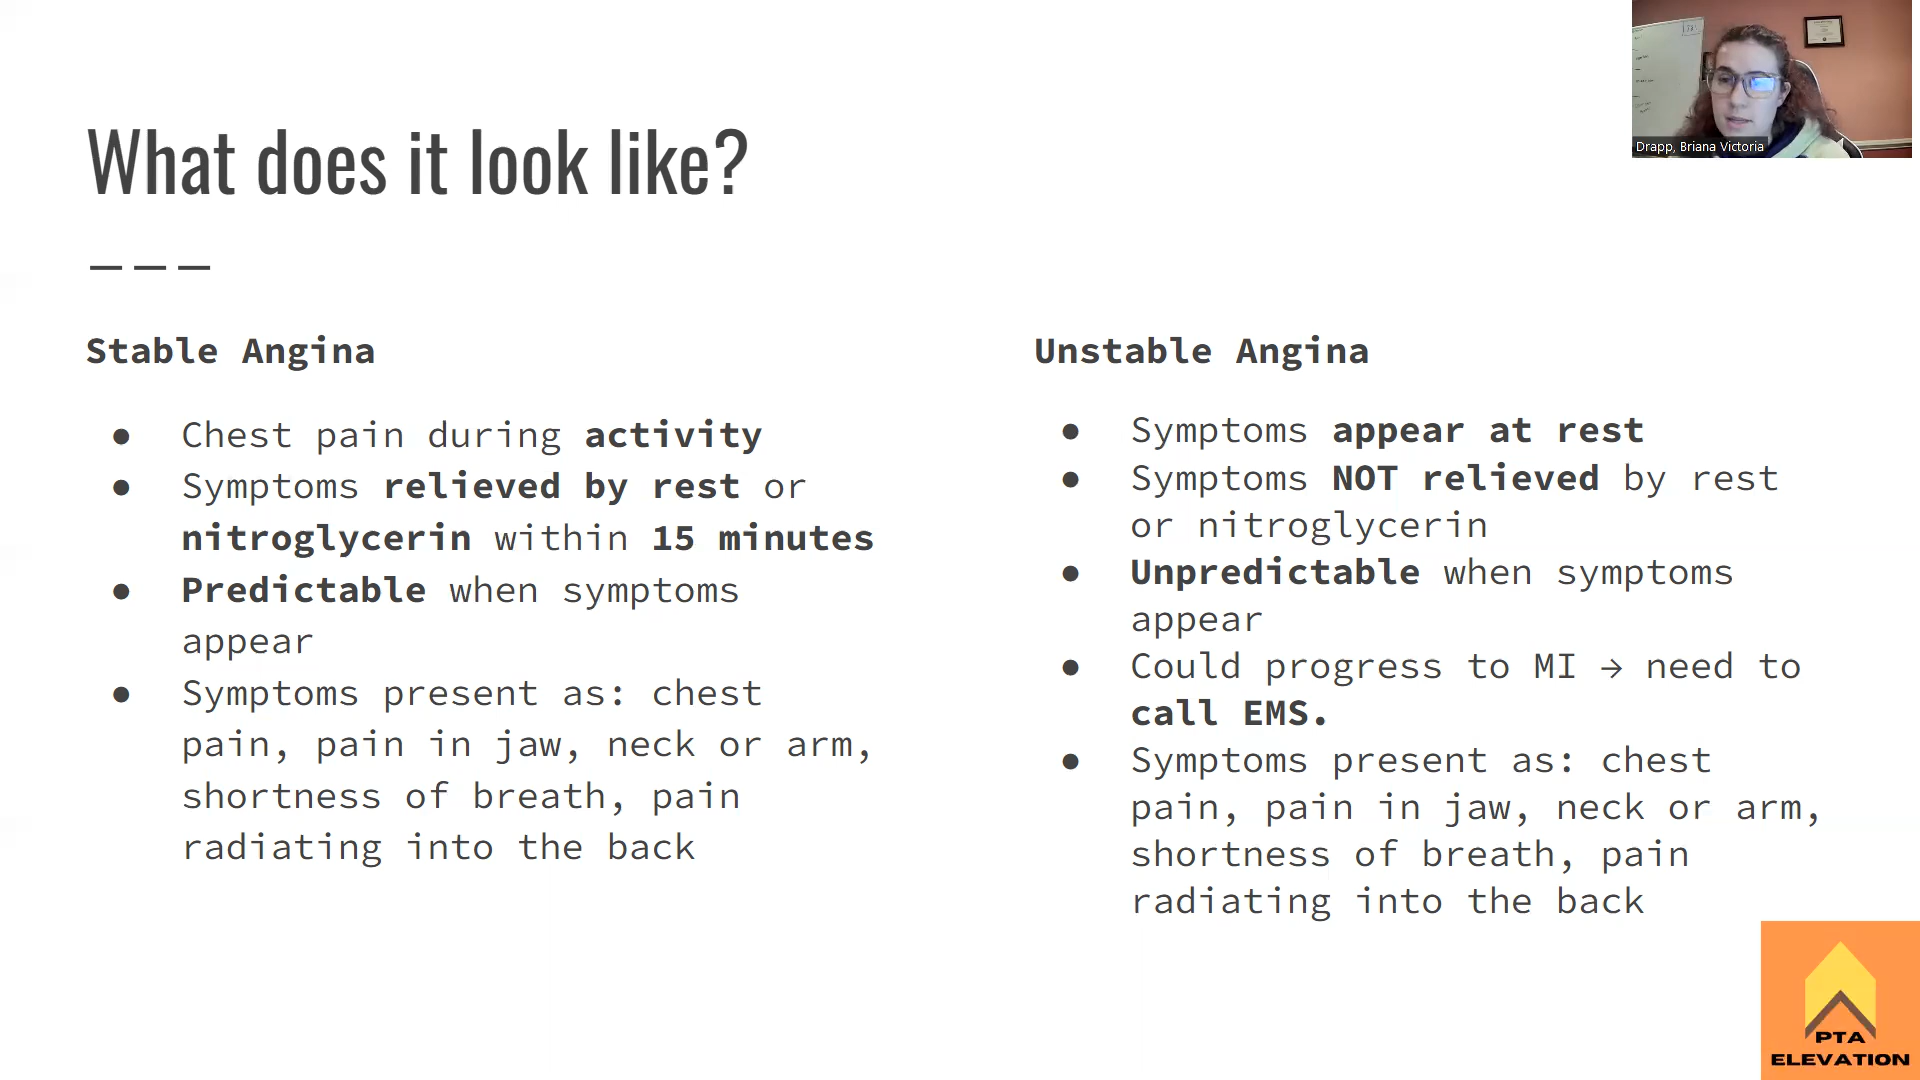 Drapp, Briana Victoria
What does it look like?
Stable Angina
● Chest pain during activity
● Symptoms relieved by rest or
nitroglycerin within 15 minutes
● Predictable when symptoms
appear
● Symptoms present as: chest
pain, pain in jaw, neck or arm,
shortness of breath, pain
radiating into the back
Unstable Angina
● Symptoms appear at rest
● Symptoms NOT relieved by rest
or nitroglycerin
● Unpredictable when symptoms
appear
● Could progress to MI → need to
call EMS.
● Symptoms present as: chest
pain, pain in jaw, neck or arm,
shortness of breath, pain
radiating into the back
PTA
ELEVATION